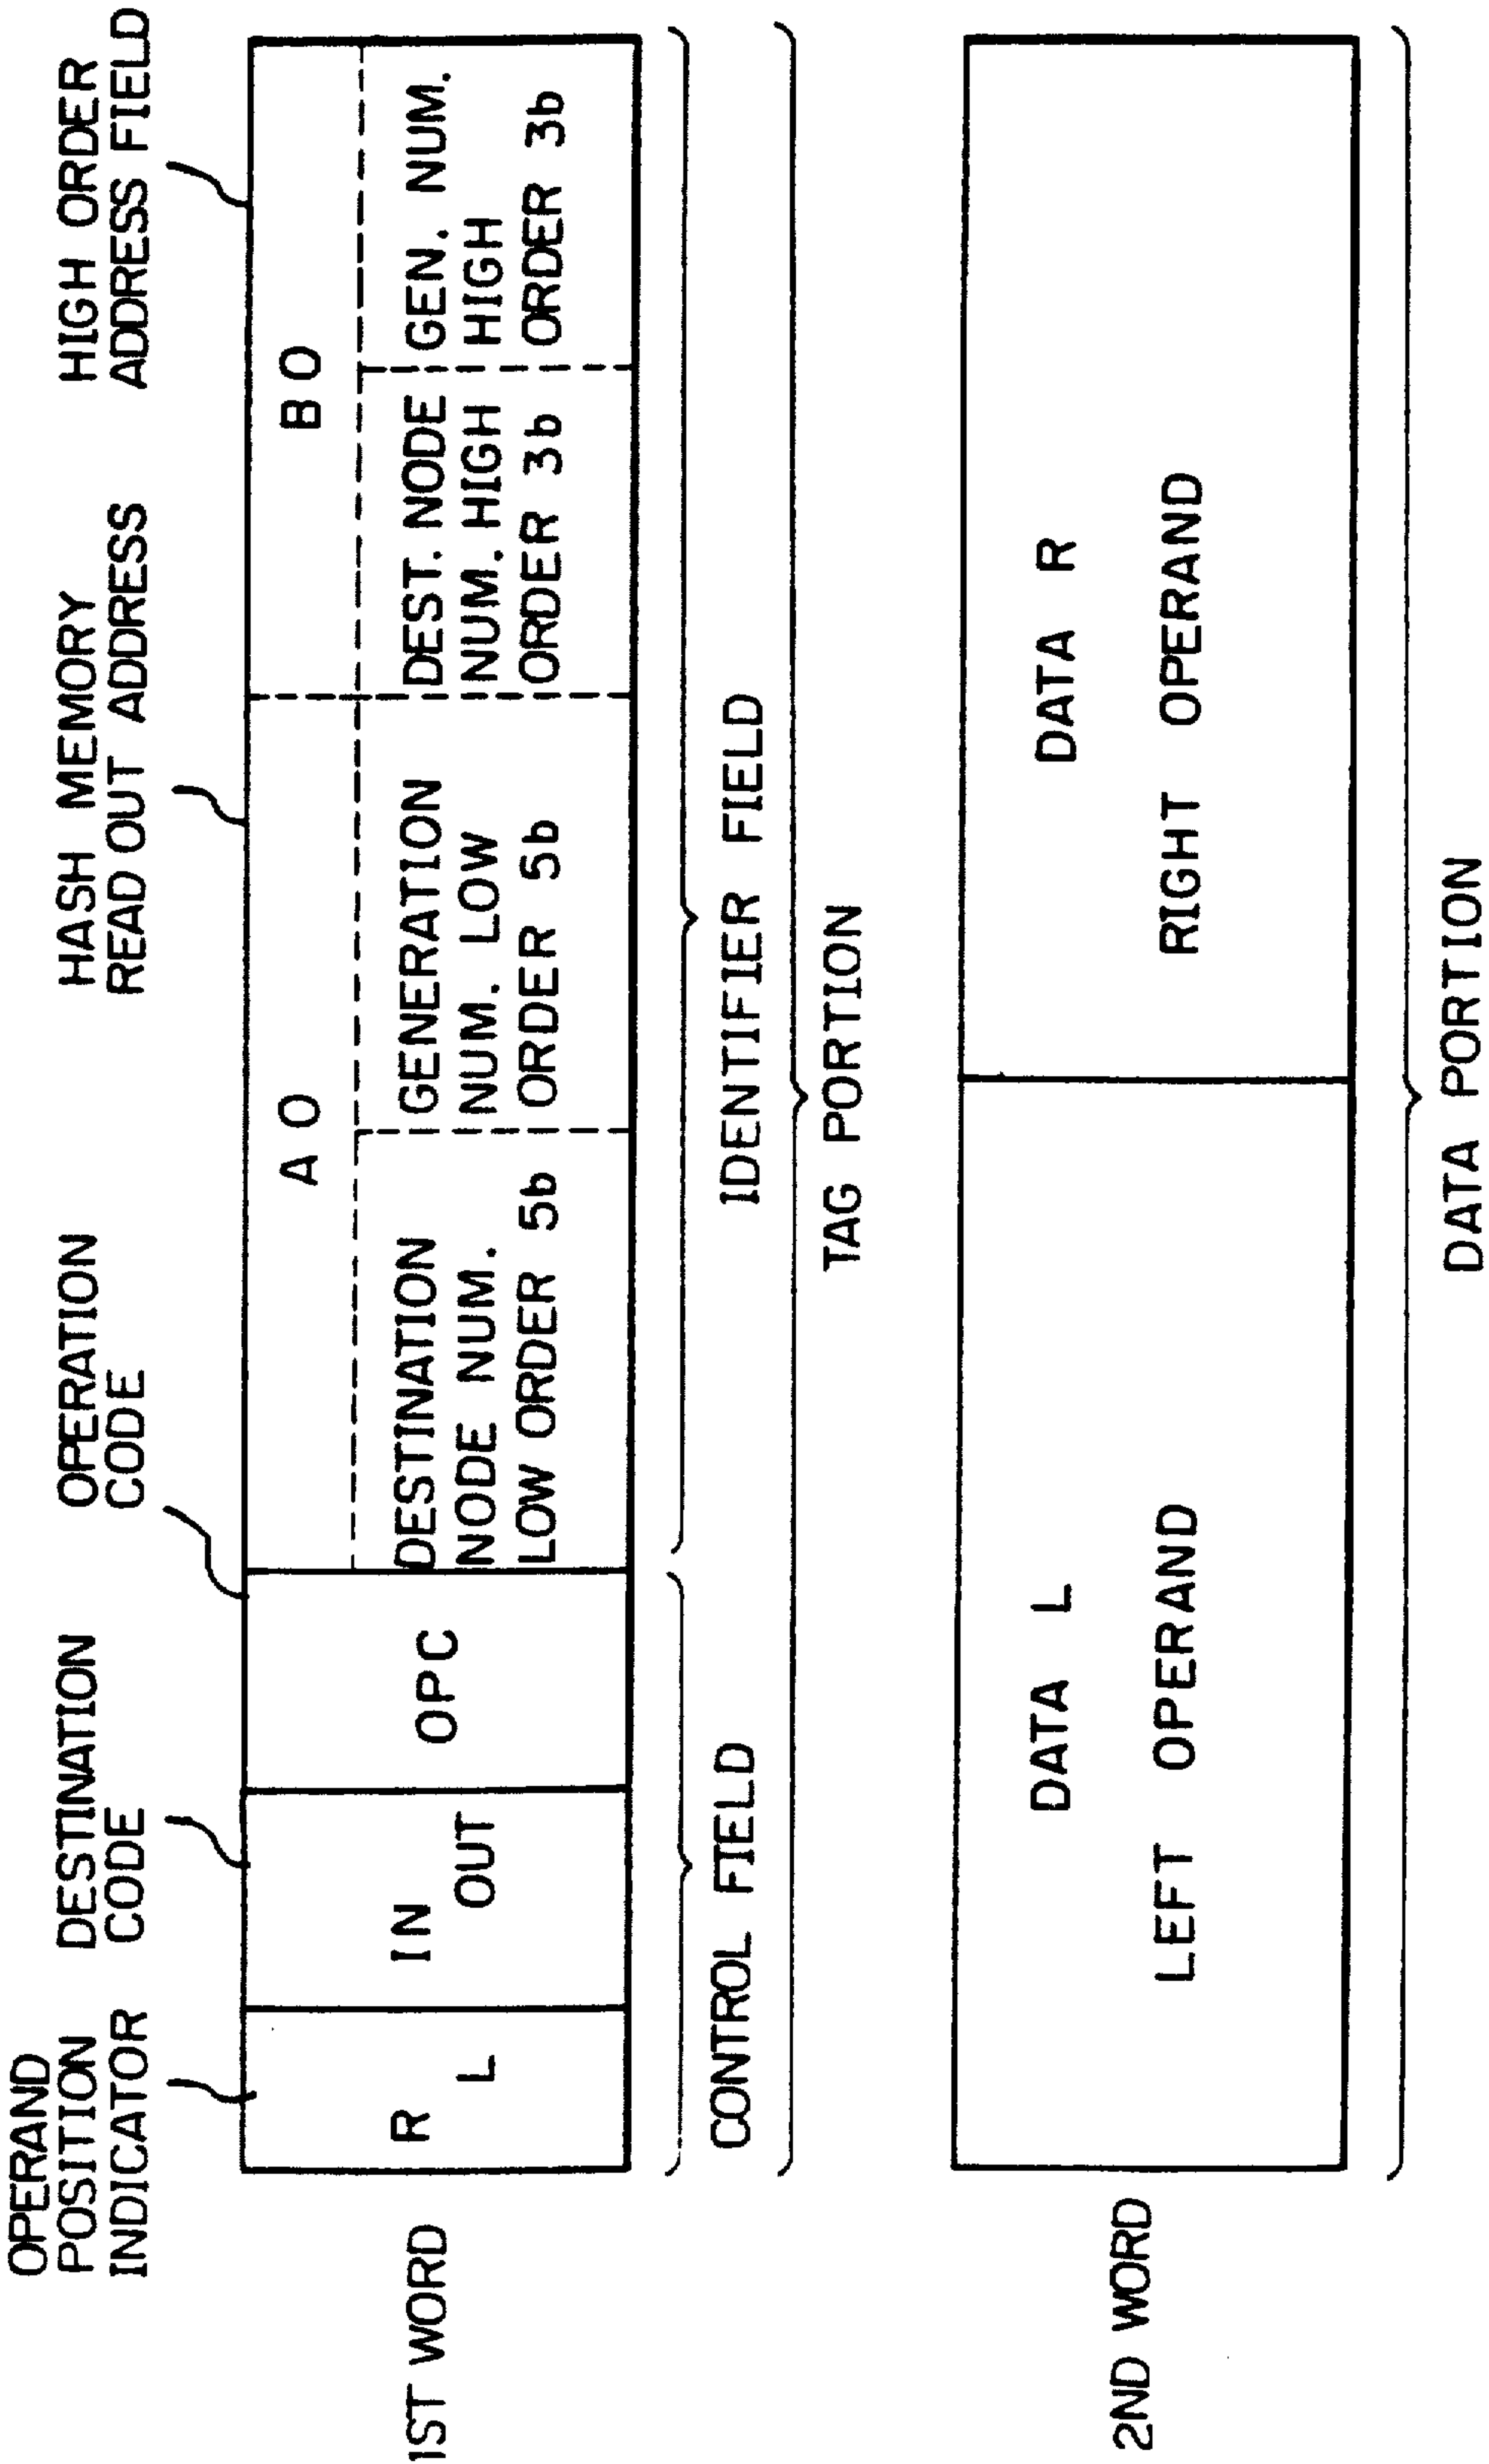 OPERAND
POSITION
INDICATOR
DESTINATION
CODE
OPERATION
CODE
HASH MEMORY
READ OUT ADDRESS
HIGH ORDER
ADDRESS FIELD
1ST WORD
R
L
IN
OUT
OPC
A O
DESTINATION
NODE NUM.
LOW ORDER 5b
GENERATION
NUM. LOW
ORDER 5b
B O
DEST. NODE
NUM. HIGH
ORDER 3b
GEN. NUM.
HIGH
ORDER 3b
CONTROL FIELD
IDENTIFIER FIELD
TAG PORTION
2ND WORD
DATA L
LEFT OPERAND
DATA R
RIGHT OPERAND
DATA PORTION